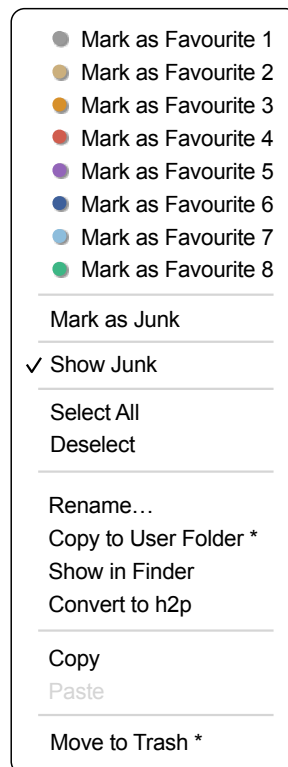 Mark as Favourite 1
Mark as Favourite 2
Mark as Favourite 3
Mark as Favourite 4
Mark as Favourite 5
Mark as Favourite 6
Mark as Favourite 7
Mark as Favourite 8
Mark as Junk
✓ Show Junk
Select All
Deselect
Rename…
Copy to User Folder *
Show in Finder
Convert to h2p
Copy
Paste
Move to Trash *